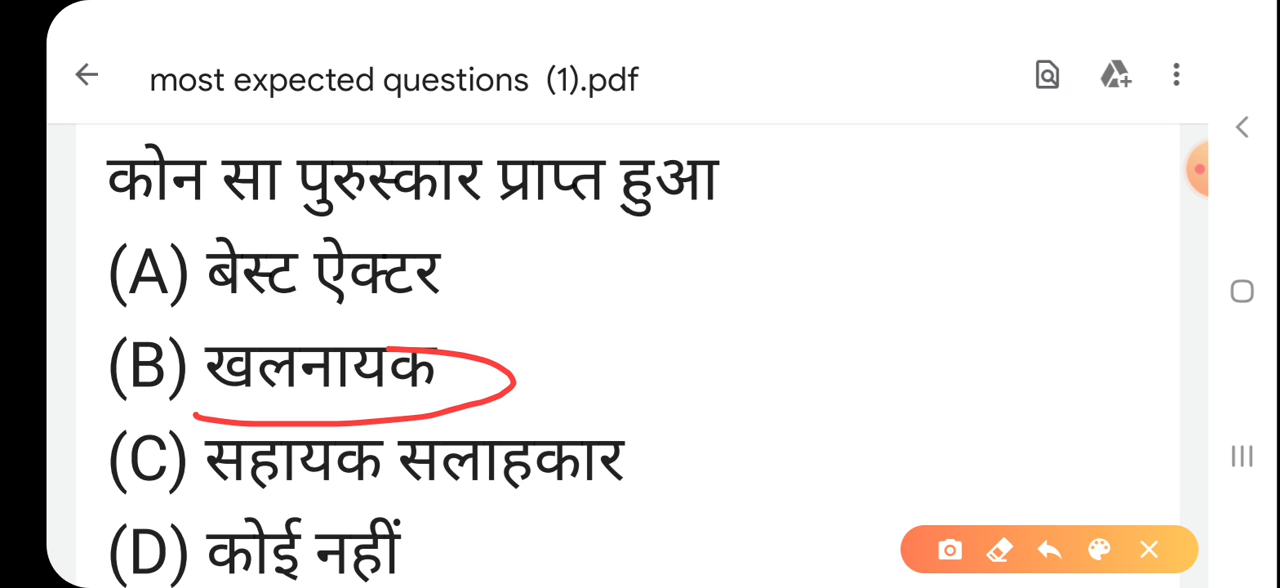 most expected questions (1).pdf
कोन सा पुरुस्कार प्राप्त हुआ
(A) बेस्ट ऐक्टर
(B) खलनायक
(C) सहायक सलाहकार
(D) कोई नहीं